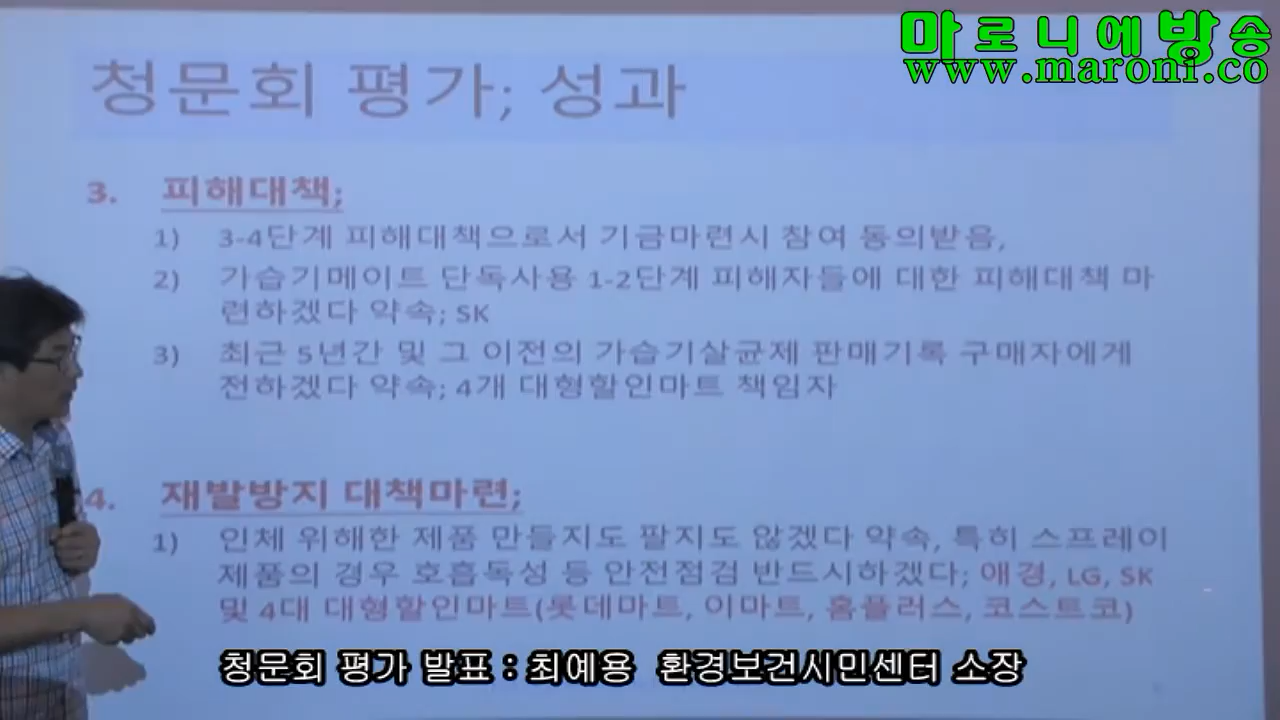 마로니에방송
www.maroni.co
청문회 평가; 성과
3. 피해대책;
1) 3-4단계 피해대책으로서 기금마련시 참여 동의받음,
2) 가습기메이트 단독사용 1-2단계 피해자들에 대한 피해대책 마
련하겠다 약속; SK
3) 최근 5년간 및 그 이전의 가습기살균제 판매기록 구매자에게
전하겠다 약속; 4개 대형할인마트 책임자
4. 재발방지 대책마련;
1) 인체 위해한 제품 만들지도 팔지도 않겠다 약속, 특히 스프레이
제품의 경우 호흡독성 등 안전점검 반드시하겠다; 애경, LG, SK
및 4대 대형할인마트(롯데마트, 이마트, 홈플러스, 코스트코)
청문회 평가 발표 : 최예용 환경보건시민센터 소장